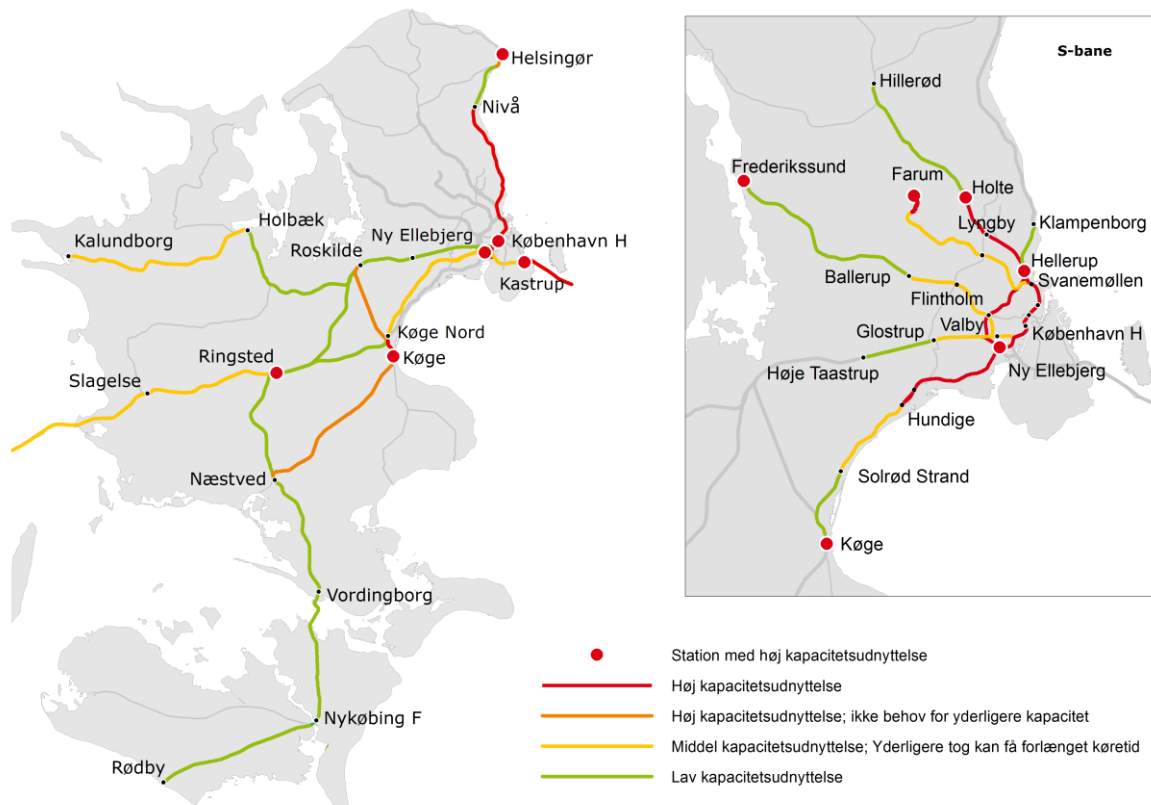 Helsingør
Nivå
Holbæk
Kalundborg
Roskilde
Ny Ellebjerg
København H
Kastrup
Køge Nord
Køge
Ringsted
Slagelse
Næstved
Vordingborg
Nykøbing F
Rødby
S-bane
Hillerød
Frederikssund
Farum
Holte
Lyngby
Klampenborg
Hellerup
Svanemøllen
Ballerup
Flintholm
Valby
København H
Glostrup
Høje Taastrup
Ny Ellebjerg
Hundige
Solrød Strand
Køge
Station med høj kapacitetsudnyttelse
Høj kapacitetsudnyttelse
Høj kapacitetsudnyttelse; ikke behov for yderligere kapacitet
Middel kapacitetsudnyttelse; Yderligere tog kan få forlænget køretid
Lav kapacitetsudnyttelse